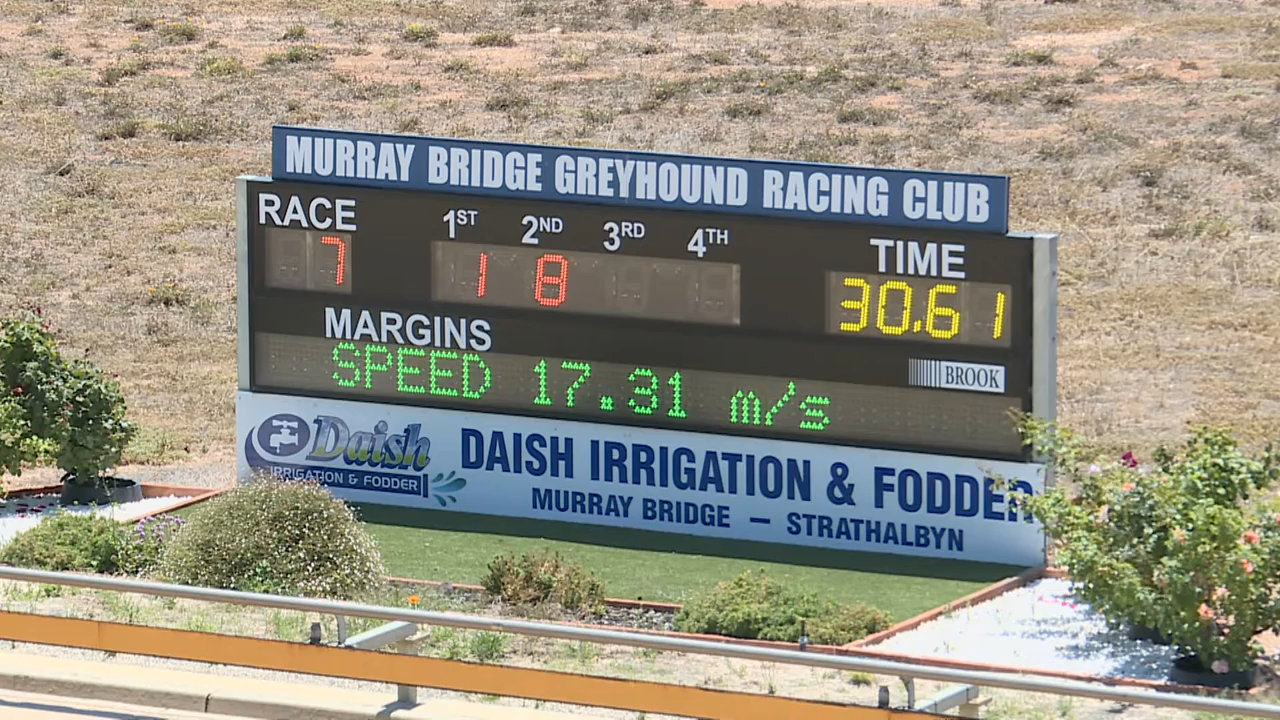 MURRAY BRIDGE GREYHOUND RACING CLUB
RACE 1ST 2ND 3RD 4TH TIME
7 1 8 30.61
MARGINS
BROOK
SPEED 17.31 m/s
Daish
IRRIGATION & FODDER
DAISH IRRIGATION & FODDER
MURRAY BRIDGE – STRATHALBYN